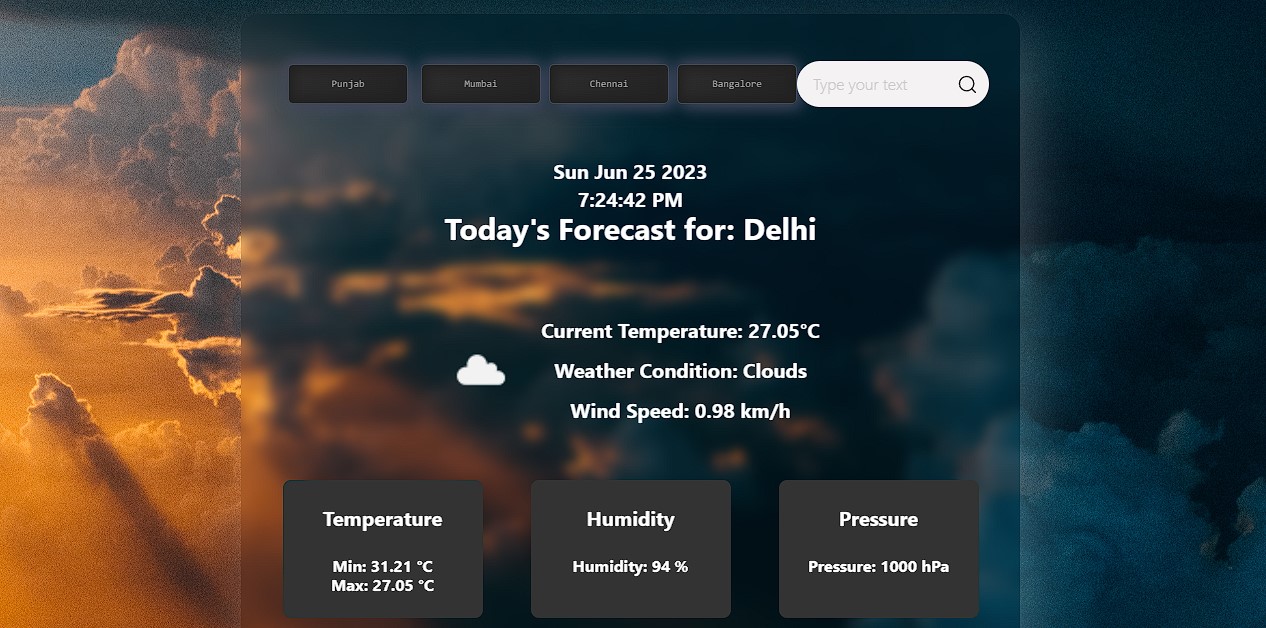 Punjab
Mumbai
Chennai
Bangalore
Type your text
Sun Jun 25 2023
7:24:42 PM
Today's Forecast for: Delhi
Current Temperature: 27.05°C
Weather Condition: Clouds
Wind Speed: 0.98 km/h
Temperature
Min: 31.21 °C
Max: 27.05 °C
Humidity
Humidity: 94 %
Pressure
Pressure: 1000 hPa